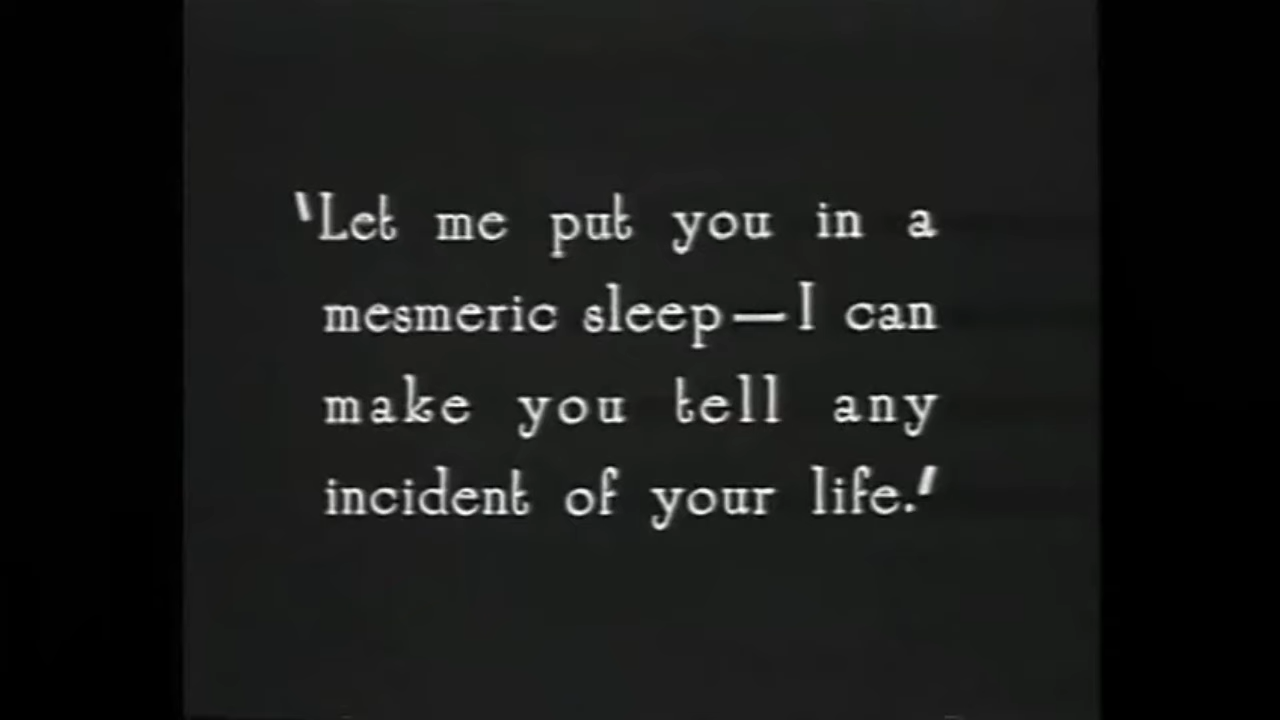 'Let me put you in a
mesmeric sleep—I can
make you tell any
incident of your life.'